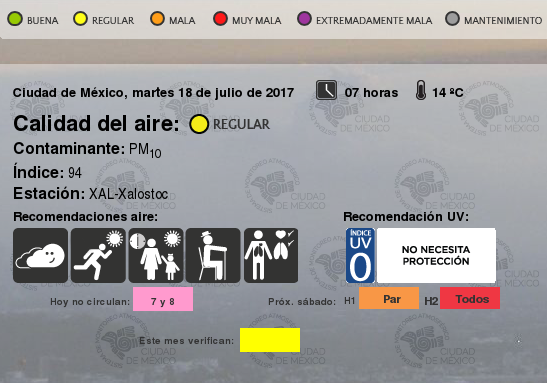 BUENA REGULAR MALA MUY MALA EXTREMADAMENTE MALA MANTENIMIENTO
Ciudad de México, martes 18 de julio de 2017 07 horas 14 ºC
Calidad del aire: REGULAR
Contaminante: PM10
Índice: 94
Estación: XAL-Xalostoc
Recomendaciones aire: Recomendación UV:
ÍNDICE
UV
0
NO NECESITA
PROTECCIÓN
Hoy no circulan: 7 y 8 Próx. sábado: H1 Par H2 Todos
Este mes verifican:
CIUDAD
DE MÉXICO